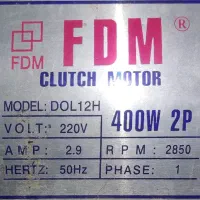 FDM ®
FDM
CLUTCH MOTOR
MODEL: DOL12H
VOLT: 220V 400W 2P
AMP: 2.9 RPM: 2850
HERTZ: 50Hz PHASE: 1